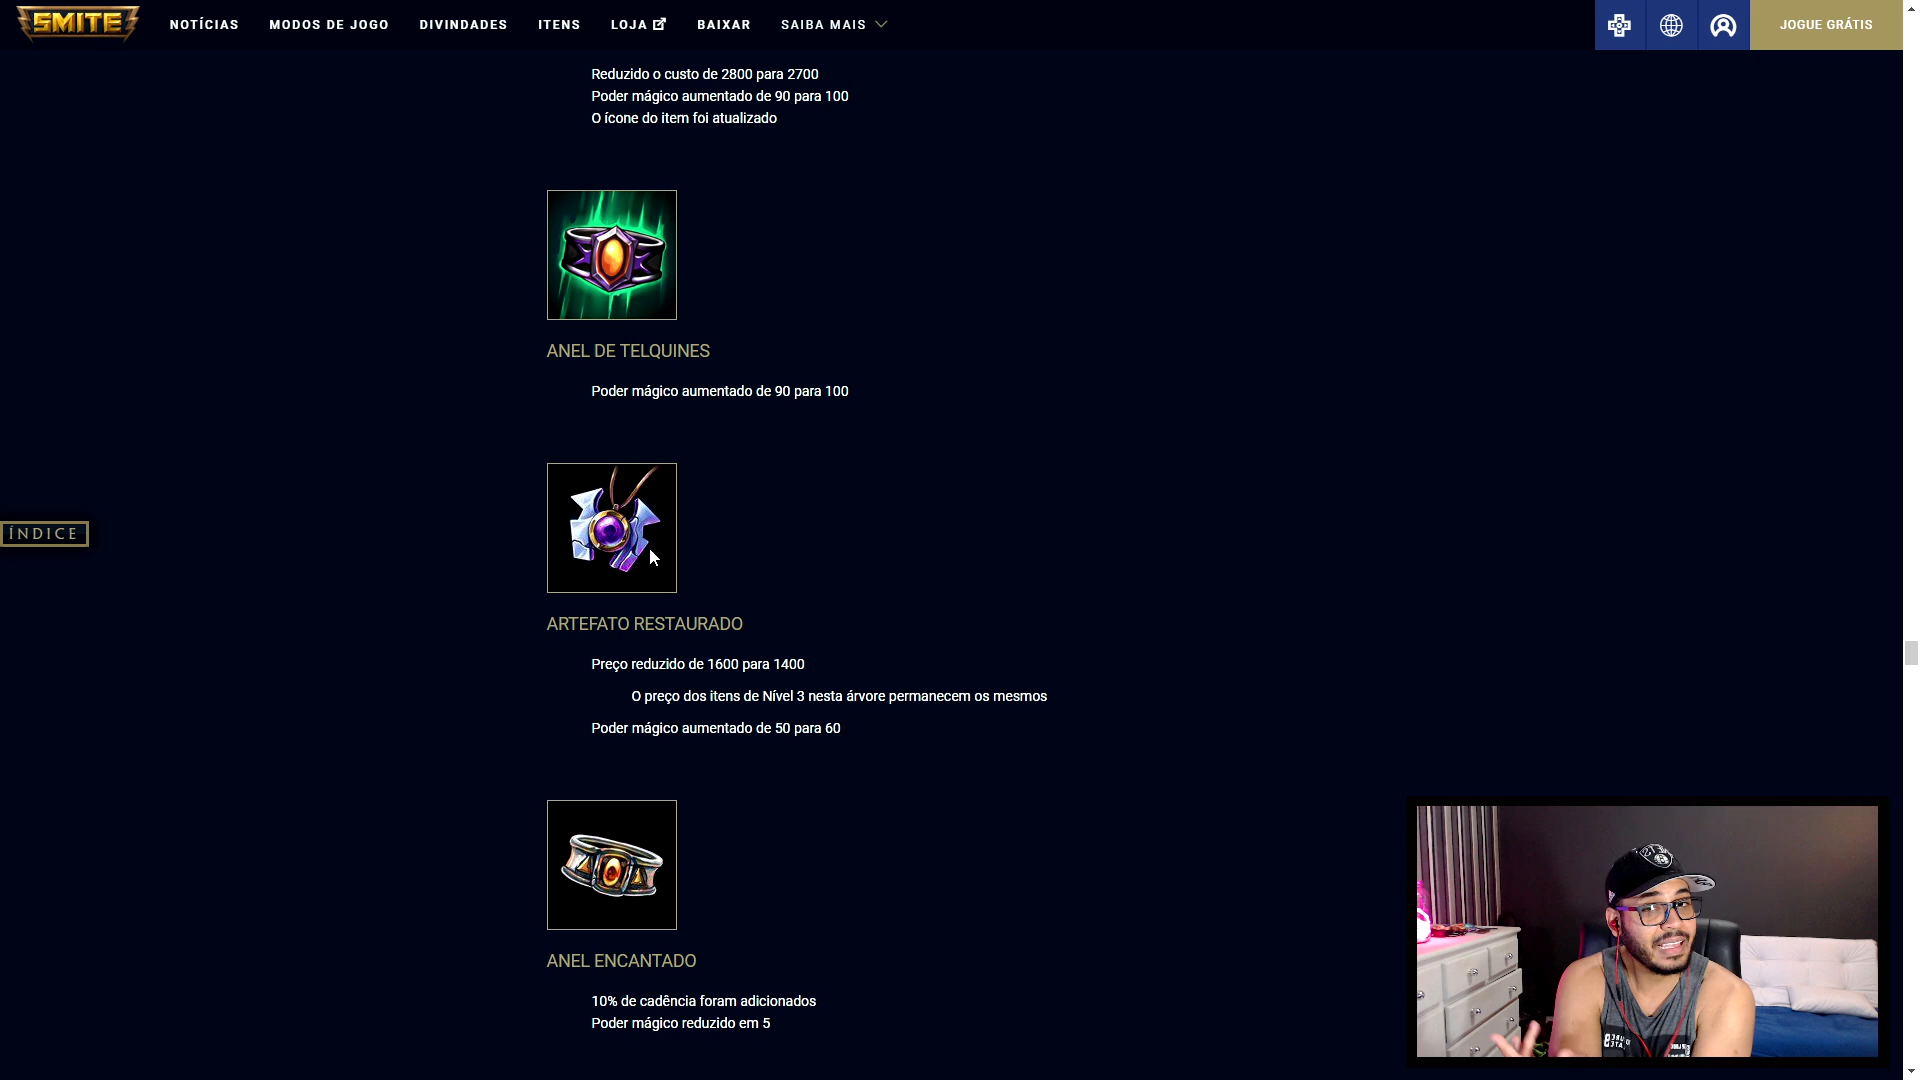 SMITE
NOTÍCIAS
MODOS DE JOGO
DIVINDADES
ITENS
LOJA
BAIXAR
SAIBA MAIS
JOGUE GRÁTIS
Reduzido o custo de 2800 para 2700
Poder mágico aumentado de 90 para 100
O ícone do item foi atualizado
ANEL DE TELQUINES
Poder mágico aumentado de 90 para 100
ÍNDICE
ARTEFATO RESTAURADO
Preço reduzido de 1600 para 1400
O preço dos itens de Nível 3 nesta árvore permanecem os mesmos
Poder mágico aumentado de 50 para 60
ANEL ENCANTADO
10% de cadência foram adicionados
Poder mágico reduzido em 5